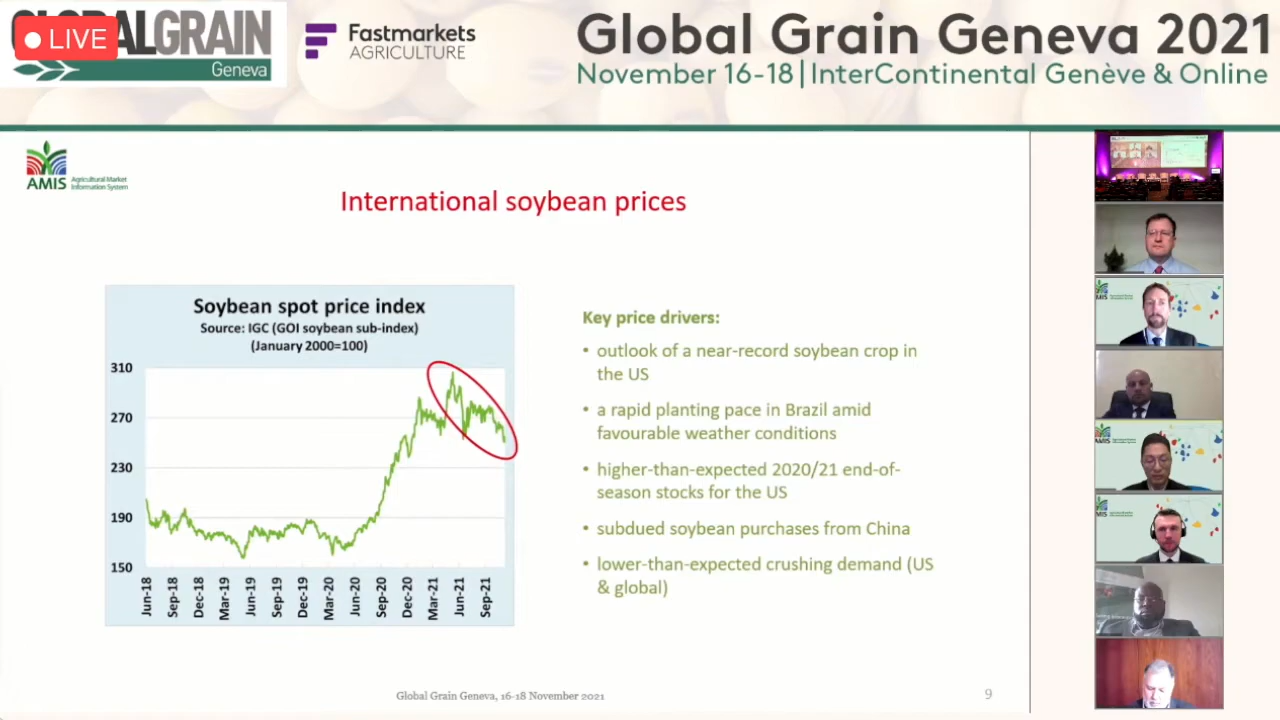 LIVE
GLOBALGRAIN
Geneva
Fastmarkets
AGRICULTURE
Global Grain Geneva 2021
November 16-18|InterContinental Genève & Online
AMIS Agricultural Market
Information System
International soybean prices
Soybean spot price index
Source: IGC (GOI soybean sub-index)
(January 2000=100)
310
270
230
190
150
Jun-18
Sep-18
Dec-18
Mar-19
Jun-19
Sep-19
Dec-19
Mar-20
Jun-20
Sep-20
Dec-20
Mar-21
Jun-21
Sep-21
Key price drivers:
• outlook of a near-record soybean crop in
the US
• a rapid planting pace in Brazil amid
favourable weather conditions
• higher-than-expected 2020/21 end-of-
season stocks for the US
• subdued soybean purchases from China
• lower-than-expected crushing demand (US
& global)
Global Grain Geneva, 16-18 November 2021
9